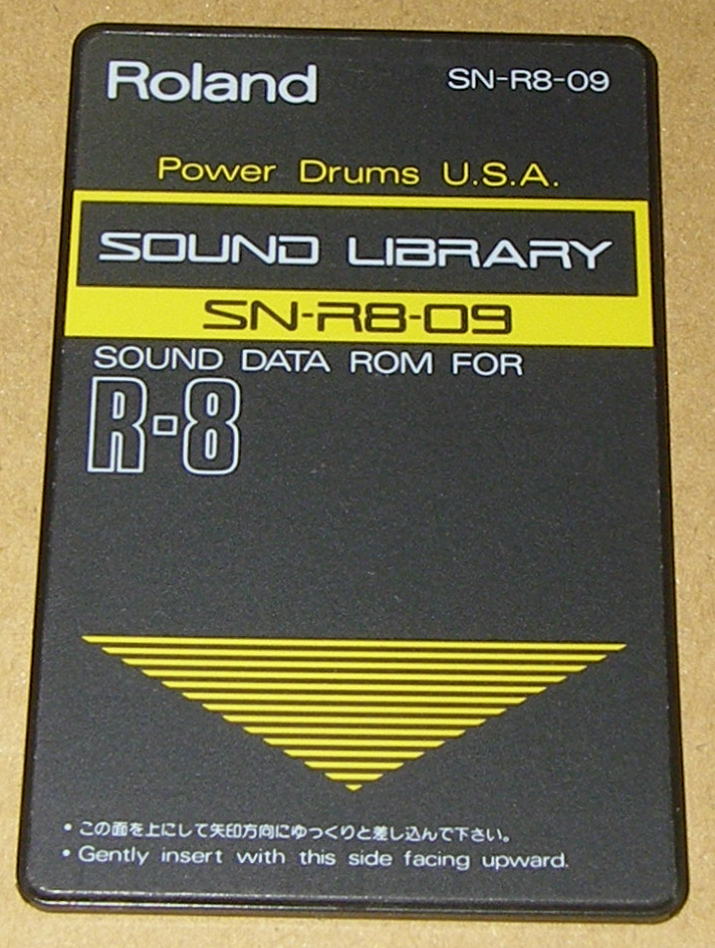 Roland SN-R8-09
Power Drums U.S.A.
SOUND LIBRARY
SN-R8-09
SOUND DATA ROM FOR
R-8
• この面を上にして矢印方向にゆっくりと差し込んで下さい。
• Gently insert with this side facing upward.